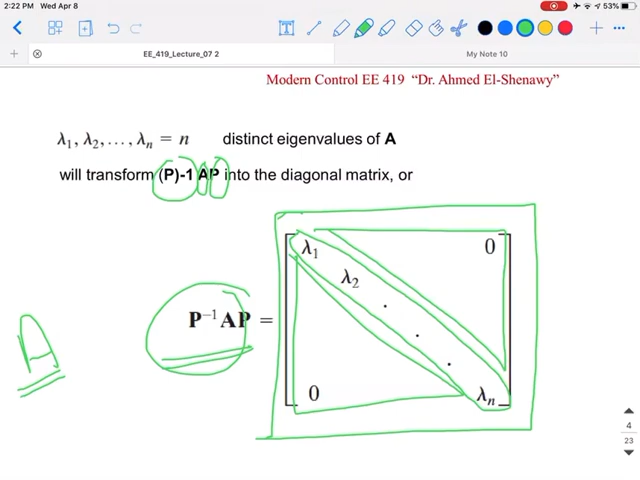 2:22 PM Wed Apr 8
53%
EE_419_Lecture_07 2
My Note 10
Modern Control EE 419 “Dr. Ahmed El-Shenawy”
λ₁, λ₂, ..., λₙ = n distinct eigenvalues of A
will transform (P)-1 AP into the diagonal matrix, or
λ₁ 0
λ₂
P⁻¹AP =
A
0 λₙ
4
23